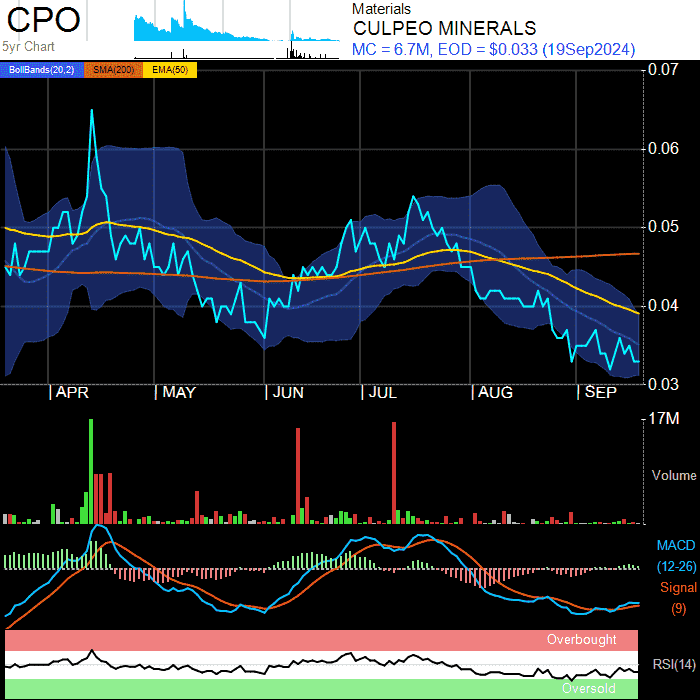 CPO
5yr Chart
Materials
CULPEO MINERALS
MC = 6.7M, EOD = $0.033 (19Sep2024)
BollBands(20,2) SMA(200) EMA(50)
0.07
0.06
0.05
0.04
0.03
APR MAY JUN JUL AUG SEP
17M
Volume
MACD
(12-26)
Signal
(9)
Overbought
RSI(14)
Oversold